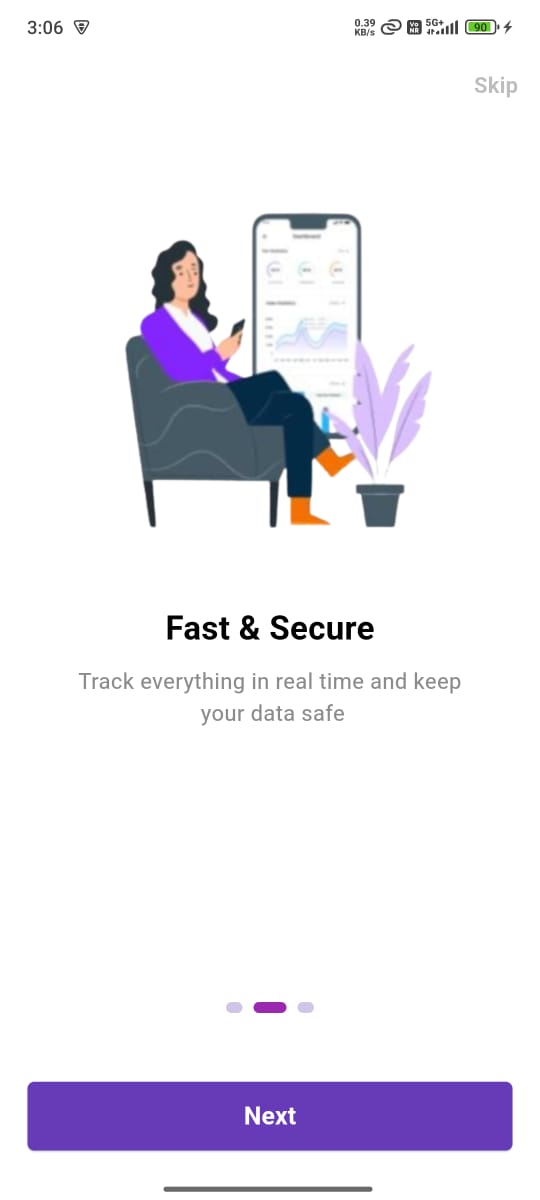 3:06
0.39
KB/s
Vo
NR
5G+
90
Skip
Dashboard
Fast & Secure
Track everything in real time and keep
your data safe
Next